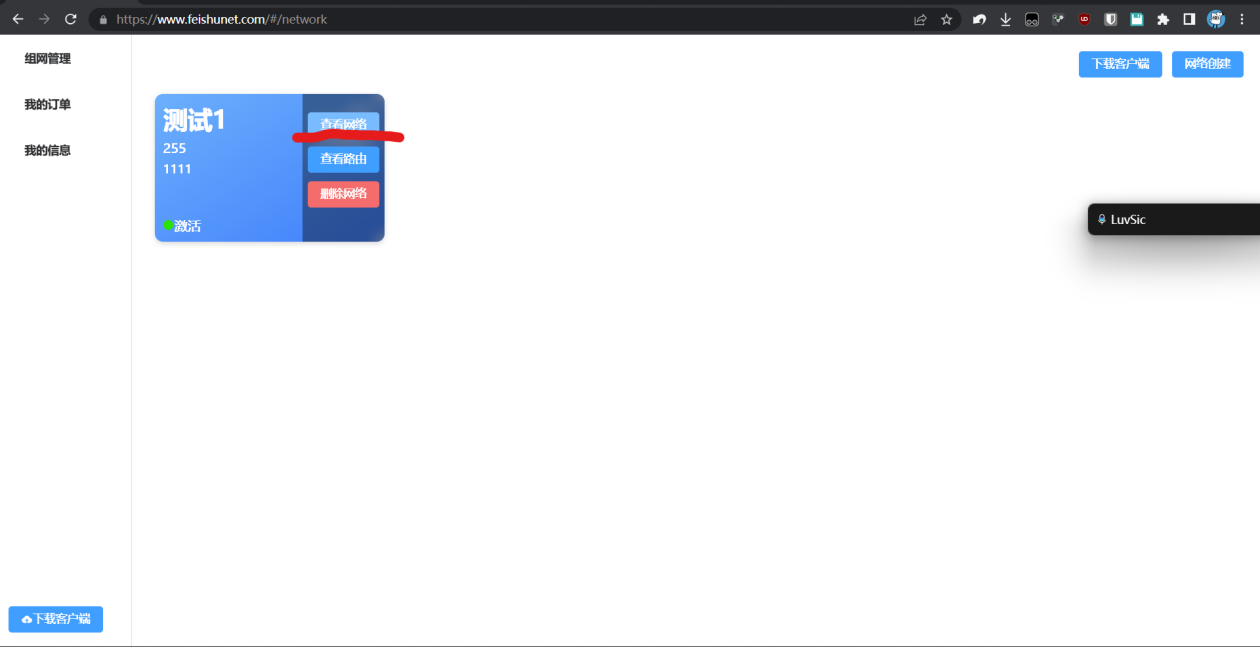 https://www.feishunet.com/#/network
组网管理
我的订单
我的信息
下载客户端
网络创建
测试1
255
1111
激活
查看网络
查看路由
删除网络
LuvSic
下载客户端